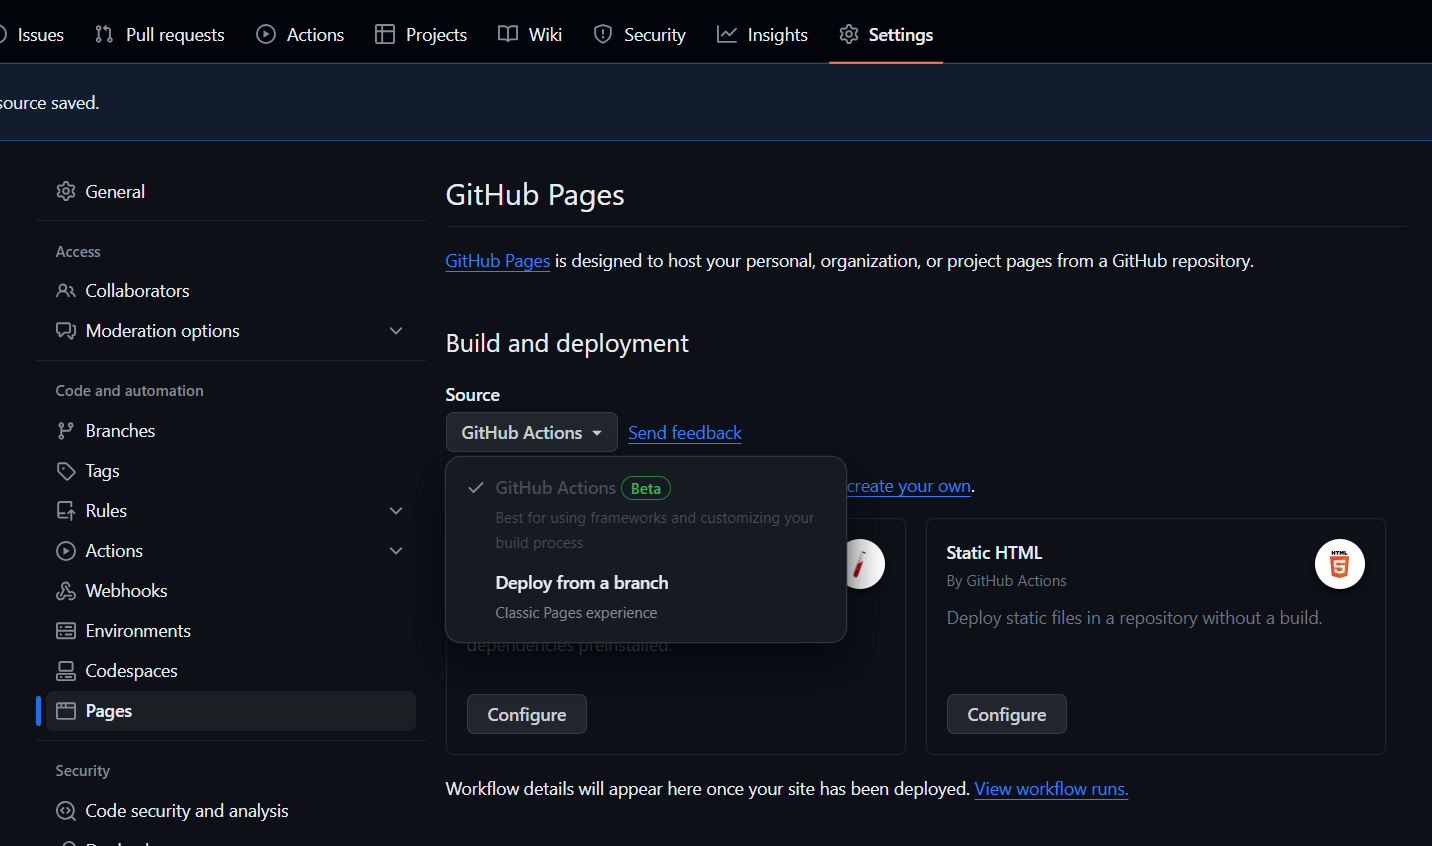 Issues
Pull requests
Actions
Projects
Wiki
Security
Insights
Settings
source saved.
General
Access
Collaborators
Moderation options
Code and automation
Branches
Tags
Rules
Actions
Webhooks
Environments
Codespaces
Pages
Security
Code security and analysis
GitHub Pages
GitHub Pages is designed to host your personal, organization, or project pages from a GitHub repository.
Build and deployment
Source
GitHub Actions
Send feedback
GitHub Actions Beta
Best for using frameworks and customizing your
build process
Deploy from a branch
Classic Pages experience
create your own.
dependencies preinstalled.
Configure
Static HTML
By GitHub Actions
HTML
5
Deploy static files in a repository without a build.
Configure
Workflow details will appear here once your site has been deployed. View workflow runs.